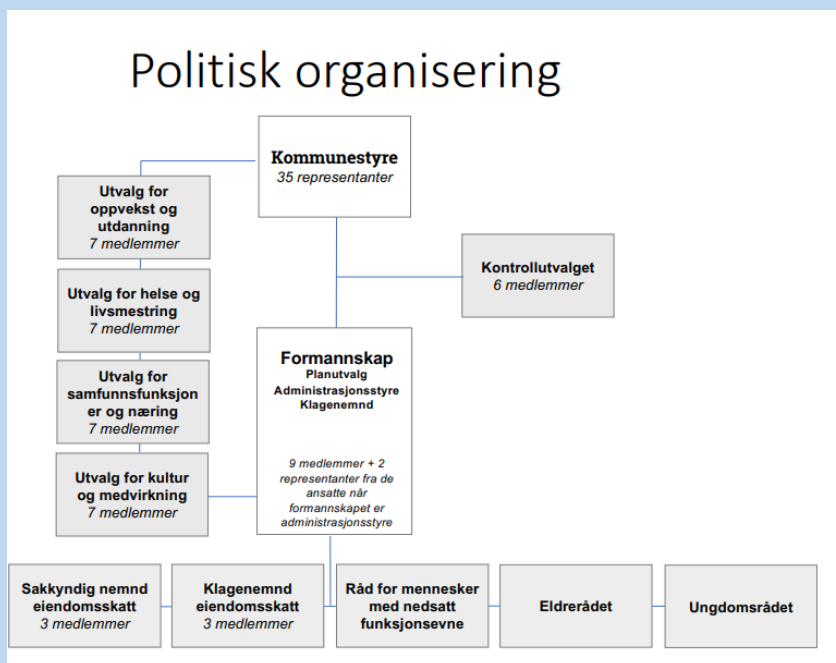 Politisk organisering
Kommunestyre
35 representanter
Utvalg for
oppvekst og
utdanning
7 medlemmer
Kontrollutvalget
6 medlemmer
Utvalg for helse og
livsmestring
7 medlemmer
Formannskap
Planutvalg
Administrasjonsstyre
Klagenemnd
9 medlemmer + 2
representanter fra de
ansatte når
formannskapet er
administrasjonsstyre
Utvalg for
samfunnsfunksjon
er og næring
7 medlemmer
Utvalg for kultur
og medvirkning
7 medlemmer
Sakkyndig nemnd
eiendomsskatt
3 medlemmer
Klagenemnd
eiendomsskatt
3 medlemmer
Råd for mennesker
med nedsatt
funksjonsevne
Eldrerådet
Ungdomsrådet